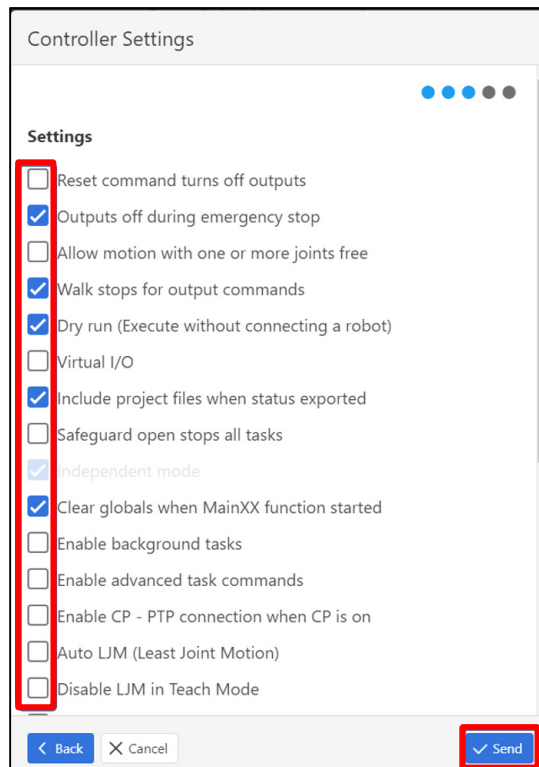 Controller Settings
Settings
Reset command turns off outputs
Outputs off during emergency stop
Allow motion with one or more joints free
Walk stops for output commands
Dry run (Execute without connecting a robot)
Virtual I/O
Include project files when status exported
Safeguard open stops all tasks
Independent mode
Clear globals when MainXX function started
Enable background tasks
Enable advanced task commands
Enable CP - PTP connection when CP is on
Auto LJM (Least Joint Motion)
Disable LJM in Teach Mode
Back Cancel Send